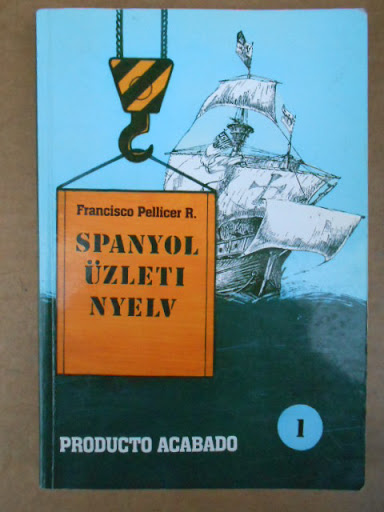 Francisco Pellicer R.
SPANYOL
ÜZLETI
NYELV
1
PRODUCTO ACABADO